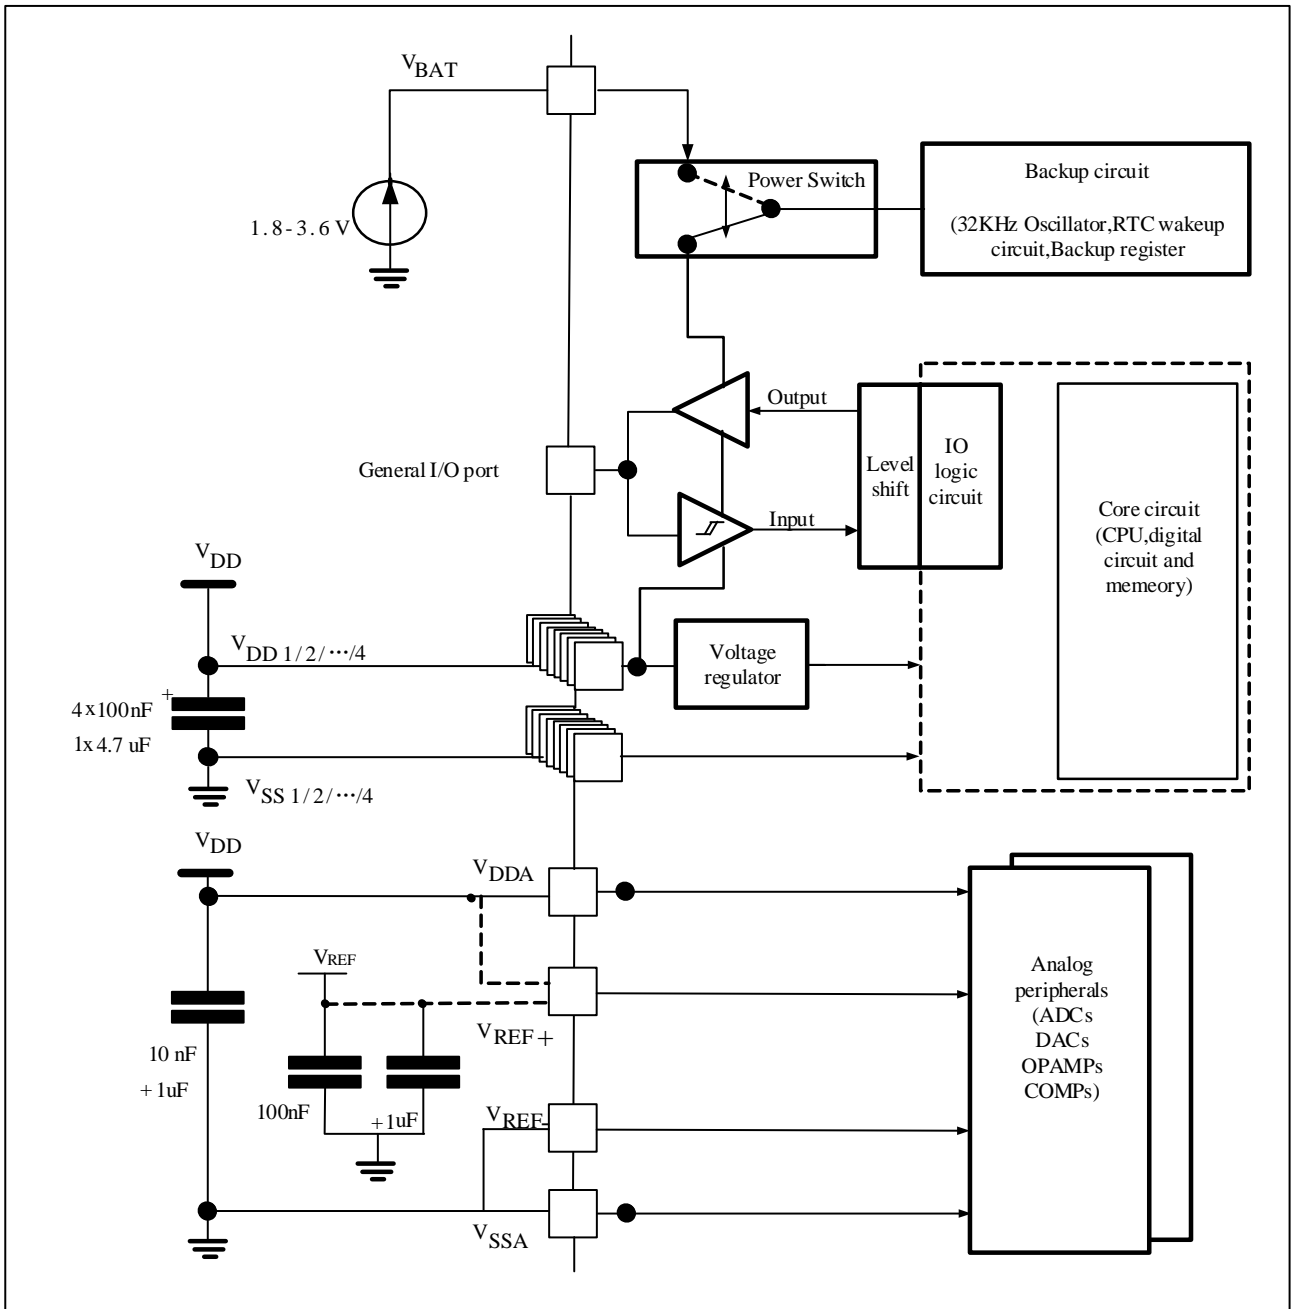 VBAT
1.8-3.6 V
Power Switch
Backup circuit
(32KHz Oscillator,RTC wakeup
circuit,Backup register
Output
General I/O port
Level
shift
IO
logic
circuit
Input
Core circuit
(CPU,digital
circuit and
memeory)
VDD
VDD 1/2/···/4
Voltage
regulator
4x100nF
+
1x4.7 uF
VSS 1/2/···/4
VDD
VDDA
VREF
VREF+
10 nF
+1uF
100nF
+1uF
VREF-
VSSA
Analog
peripherals
(ADCs
DACs
OPAMPs
COMPs)